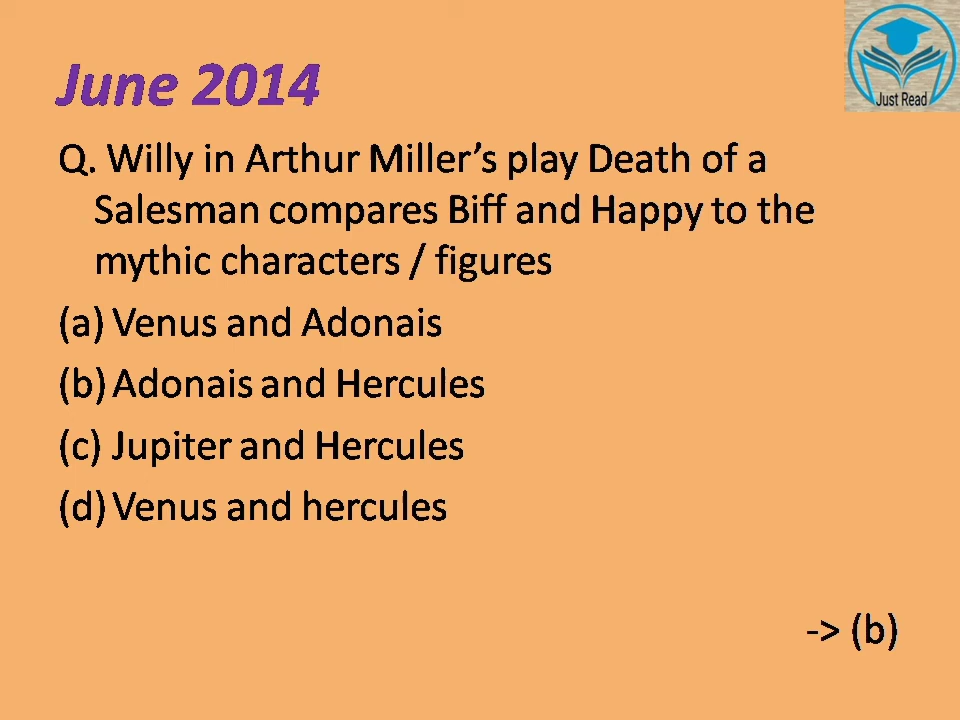 Just Read
June 2014
Q. Willy in Arthur Miller's play Death of a
Salesman compares Biff and Happy to the
mythic characters / figures
(a) Venus and Adonais
(b) Adonais and Hercules
(c) Jupiter and Hercules
(d) Venus and hercules
-> (b)